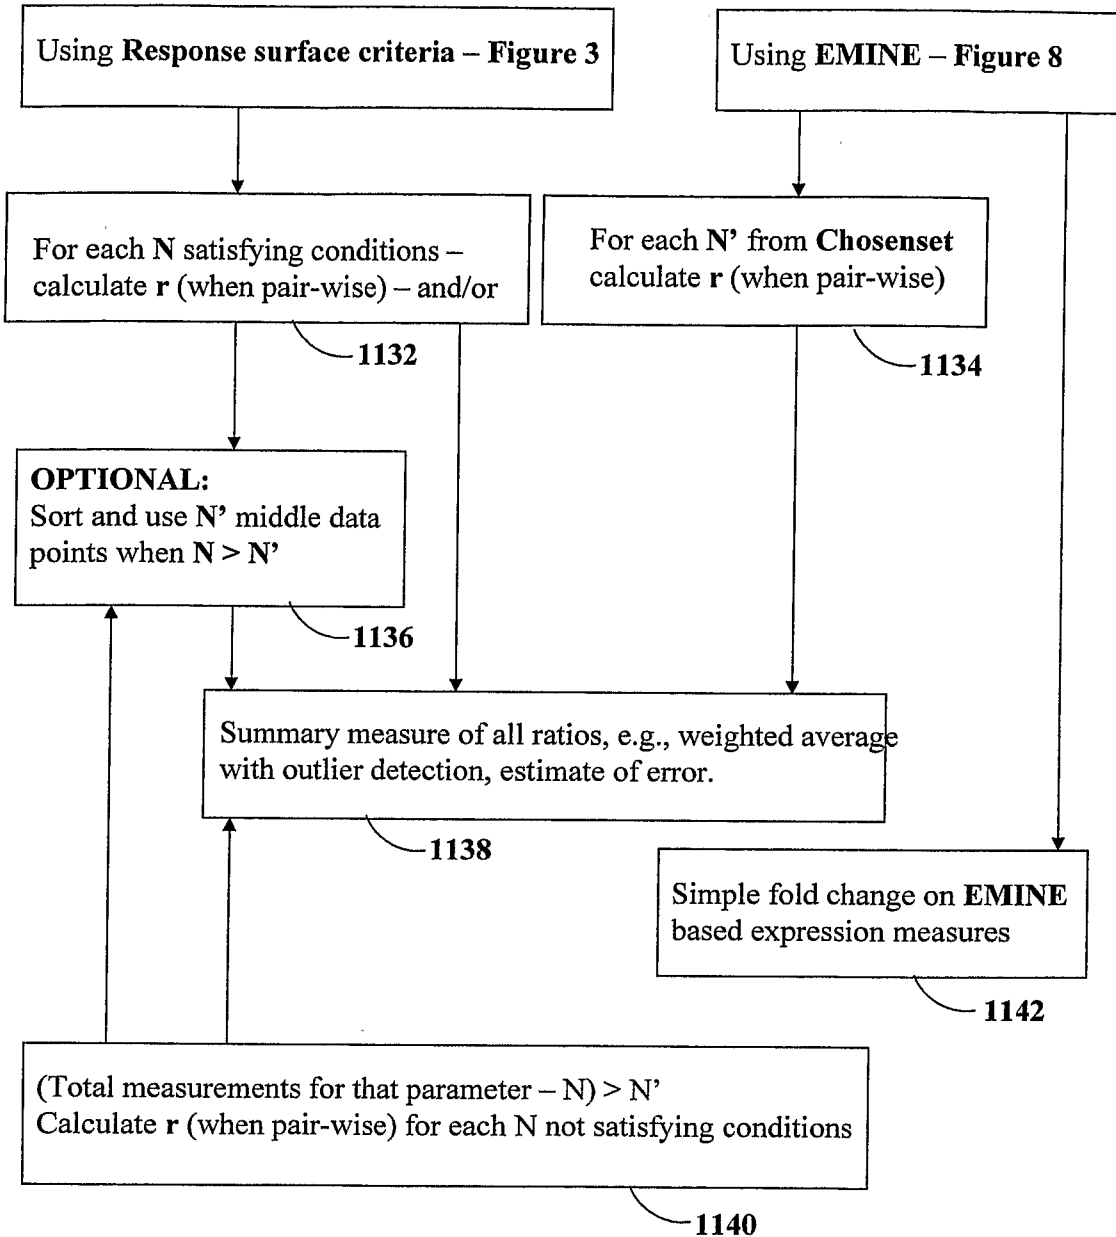 Using Response surface criteria – Figure 3
Using EMINE – Figure 8
For each N satisfying conditions –
calculate r (when pair-wise) – and/or
1132
For each N’ from Chosenset
calculate r (when pair-wise)
1134
OPTIONAL:
Sort and use N’ middle data
points when N > N’
1136
Summary measure of all ratios, e.g., weighted average
with outlier detection, estimate of error.
1138
Simple fold change on EMINE
based expression measures
1142
(Total measurements for that parameter – N) > N’
Calculate r (when pair-wise) for each N not satisfying conditions
1140